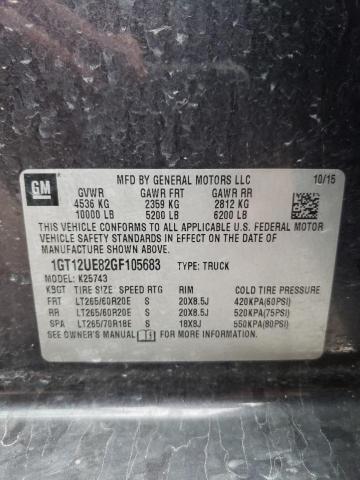 GM
MFD BY GENERAL MOTORS LLC 10/15
GVWR GAWR FRT GAWR RR
4536 KG 2359 KG 2812 KG
10000 LB 5200 LB 6200 LB
THIS VEHICLE CONFORMS TO ALL APPLICABLE U.S. FEDERAL MOTOR
VEHICLE SAFETY AND THEFT PREVENTION STANDARDS IN
EFFECT ON THE DATE OF MANUFACTURE SHOWN ABOVE.
1GT12UE82GF105683 TYPE: TRUCK
MODEL: K25743
K9GT TIRE SIZE SPEED RTG RIM COLD TIRE PRESSURE
FRT LT265/60R20E S 20X8.5J 420KPA(60PSI)
RR LT265/60R20E S 20X8.5J 520KPA(75PSI)
SPA LT265/70R18E S 18X8J 550KPA(80PSI)
SEE OWNER'S MANUAL FOR MORE INFORMATION.